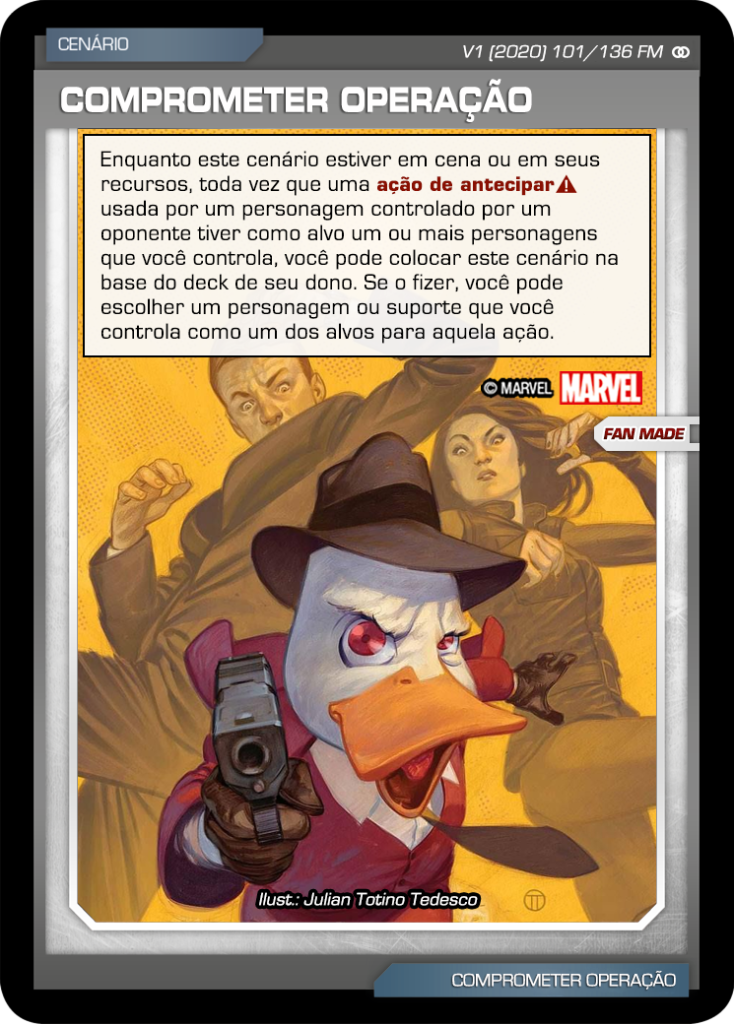 CENÁRIO
V1 (2020) 101/136 FM
COMPROMETER OPERAÇÃO
Enquanto este cenário estiver em cena ou em seus
recursos, toda vez que uma ação de antecipar
usada por um personagem controlado por um
oponente tiver como alvo um ou mais personagens
que você controla, você pode colocar este cenário na
base do deck de seu dono. Se o fizer, você pode
escolher um personagem ou suporte que você
controla como um dos alvos para aquela ação.
© MARVEL MARVEL
FAN MADE
Ilust.: Julian Totino Tedesco
COMPROMETER OPERAÇÃO